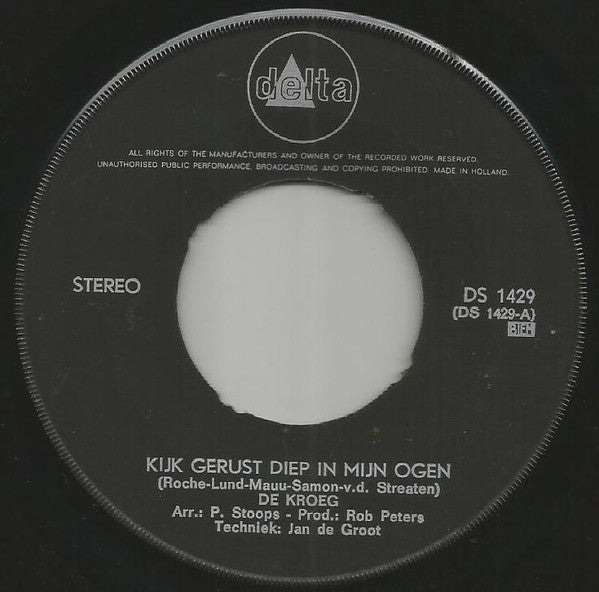 delta
ALL RIGHTS OF THE MANUFACTURERS AND OWNER OF THE RECORDED WORK RESERVED.
UNAUTHORISED PUBLIC PERFORMANCE, BROADCASTING AND COPYING PROHIBITED. MADE IN HOLLAND.
STEREO
DS 1429
(DS 1429-A)
BIEM
KIJK GERUST DIEP IN MIJN OGEN
(Roche-Lund-Mauu-Samon-v.d. Streaten)
DE KROEG
Arr.: P. Stoops - Prod.: Rob Peters
Techniek: Jan de Groot